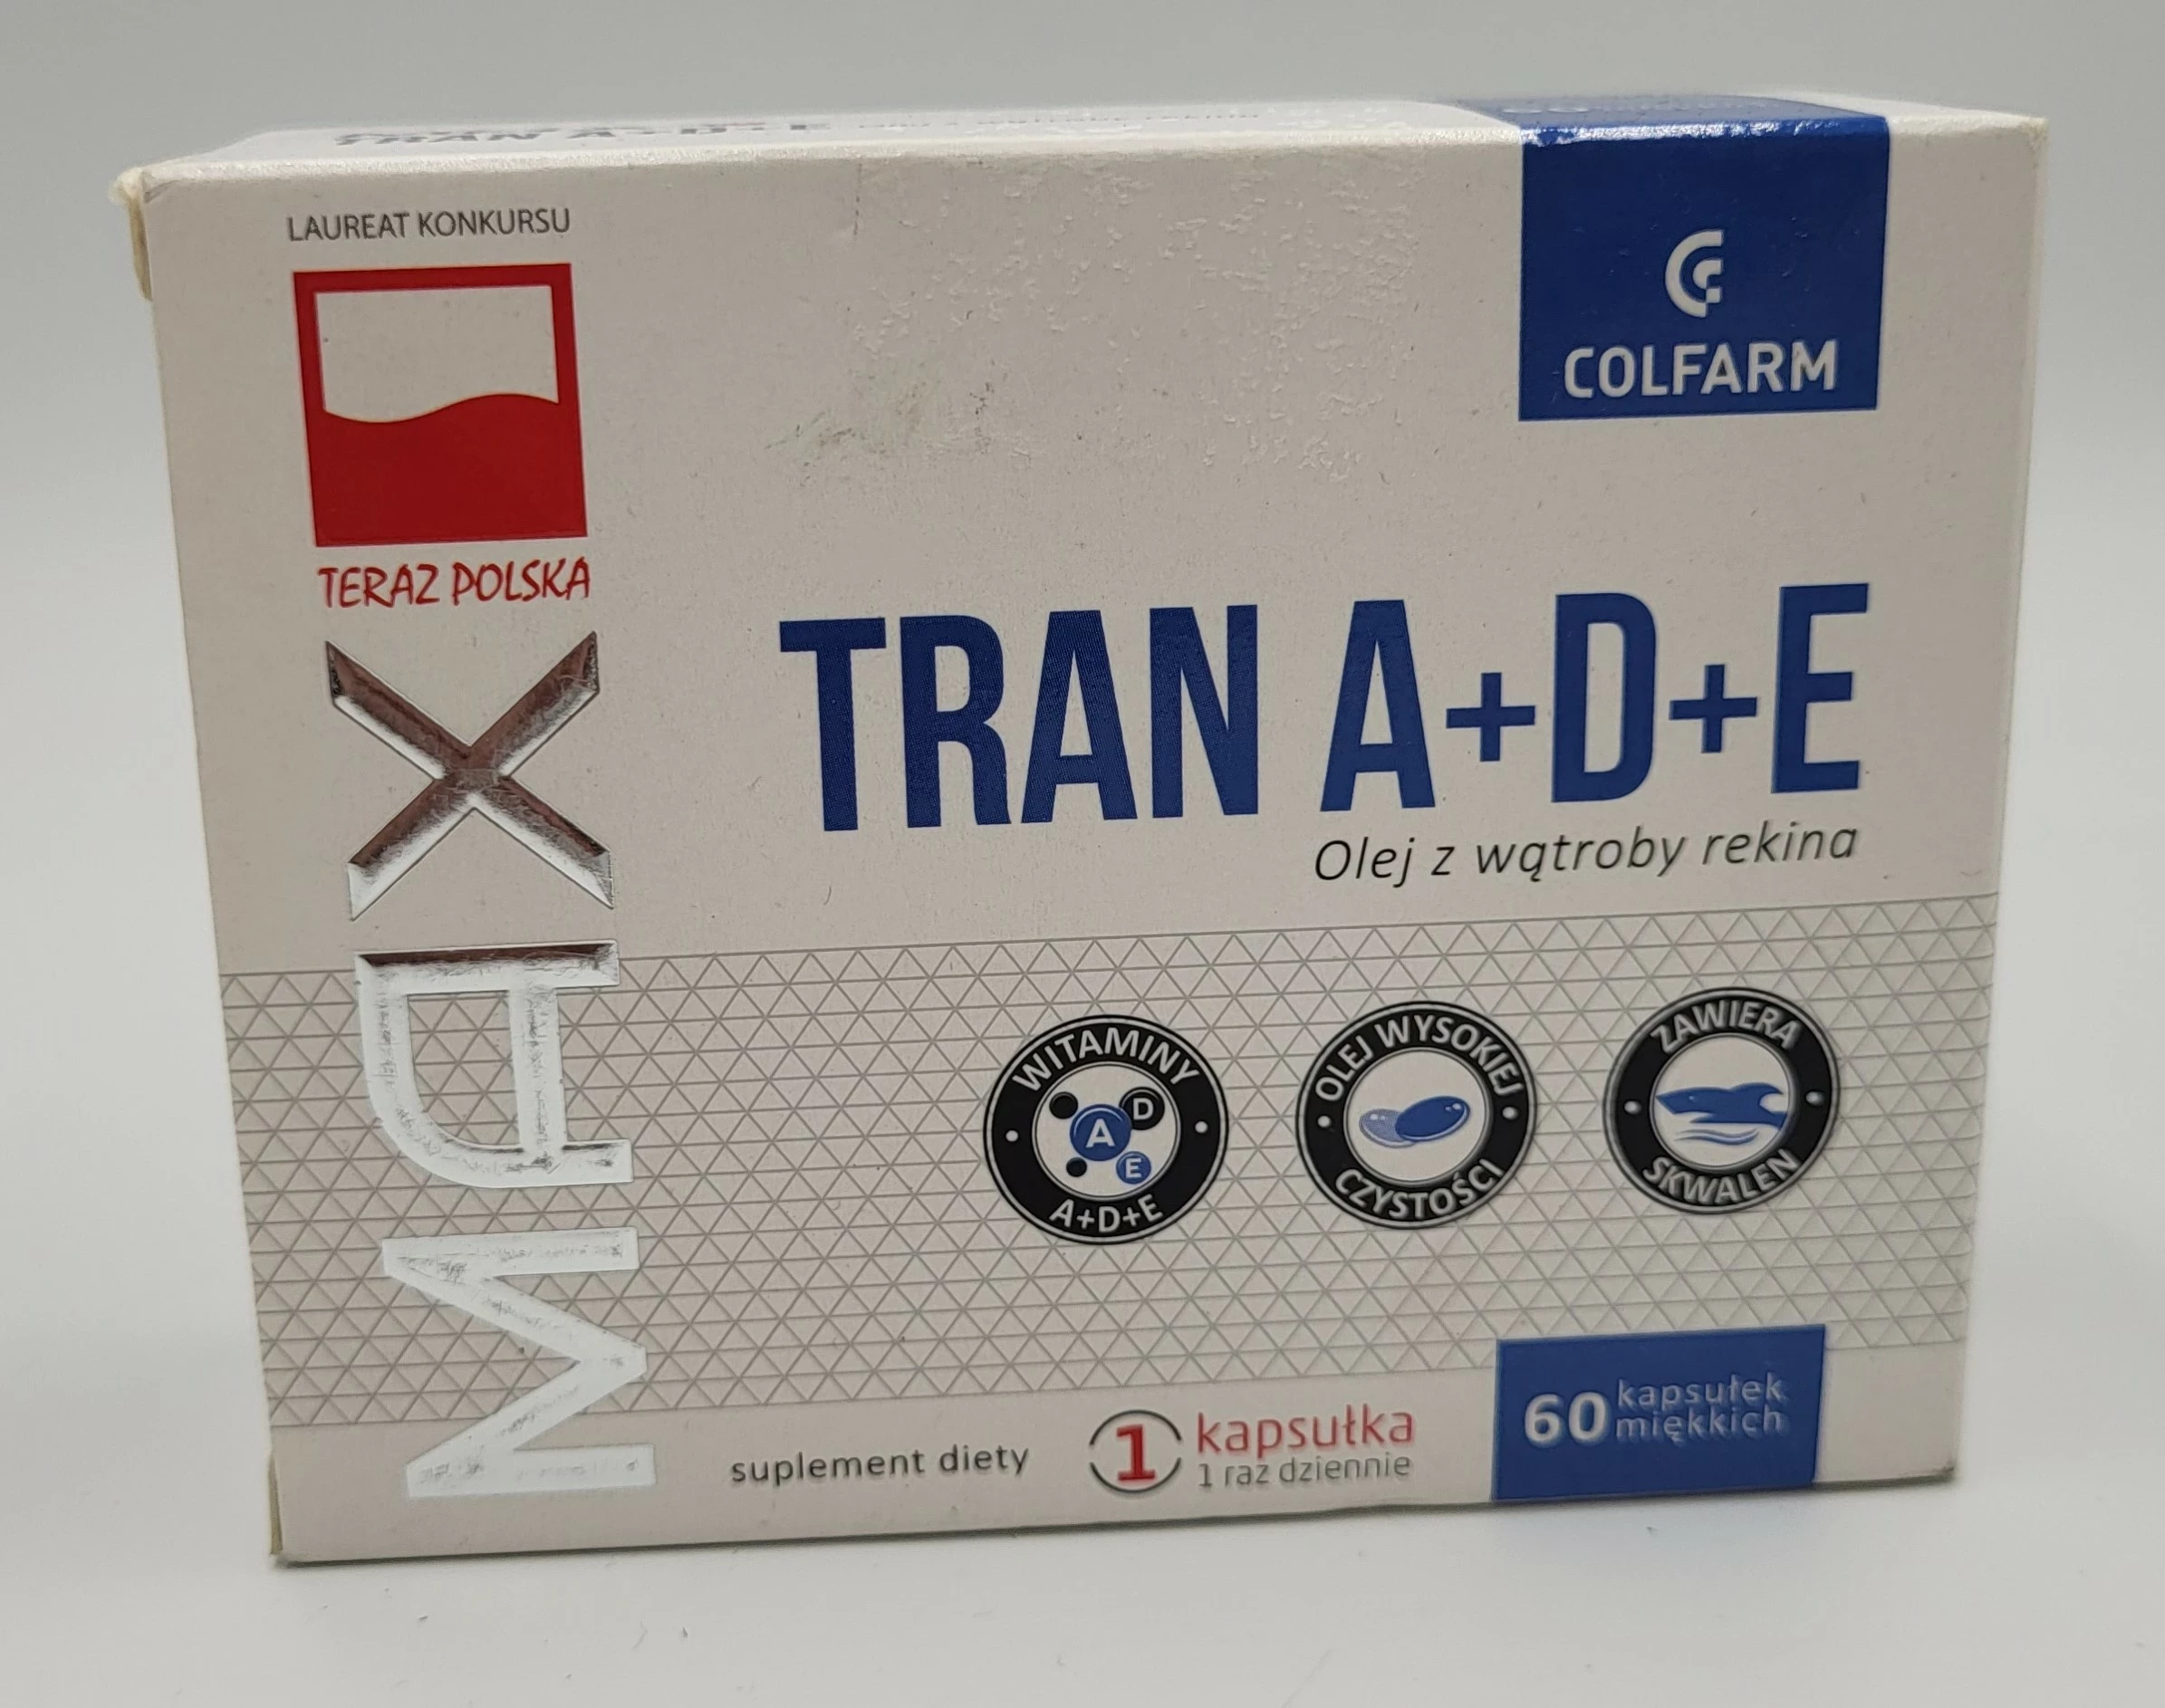 TRAN A+D+E
LAUREAT KONKURSU
TERAZ POLSKA
MAX
COLFARM
TRAN A+D+E
Olej z wątroby rekina
WITAMINY
A
D
E
A+D+E
OLEJ WYSOKIEJ
CZYSTOŚCI
ZAWIERA
SKWALEN
suplement diety
1 kapsułka
1 raz dziennie
60 kapsułek
miękkich